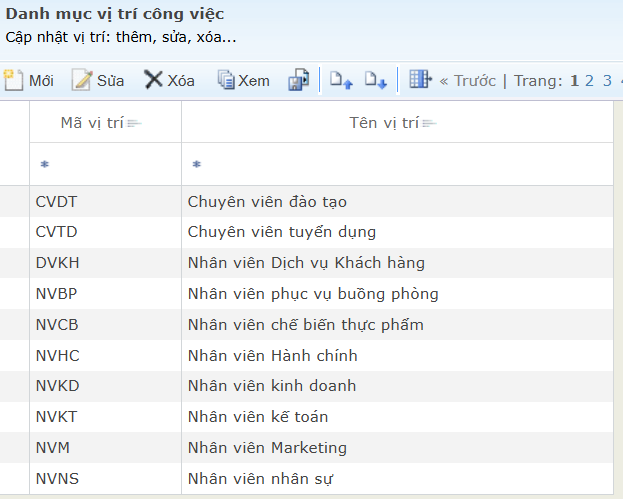 Danh mục vị trí công việc
Cập nhật vị trí: thêm, sửa, xóa...
Mới Sửa Xóa Xem « Trước | Trang: 1 2 3
Mã vị trí Tên vị trí
* *
CVDT Chuyên viên đào tạo
CVTD Chuyên viên tuyển dụng
DVKH Nhân viên Dịch vụ Khách hàng
NVBP Nhân viên phục vụ buồng phòng
NVCB Nhân viên chế biến thực phẩm
NVHC Nhân viên Hành chính
NVKD Nhân viên kinh doanh
NVKT Nhân viên kế toán
NVM Nhân viên Marketing
NVNS Nhân viên nhân sự